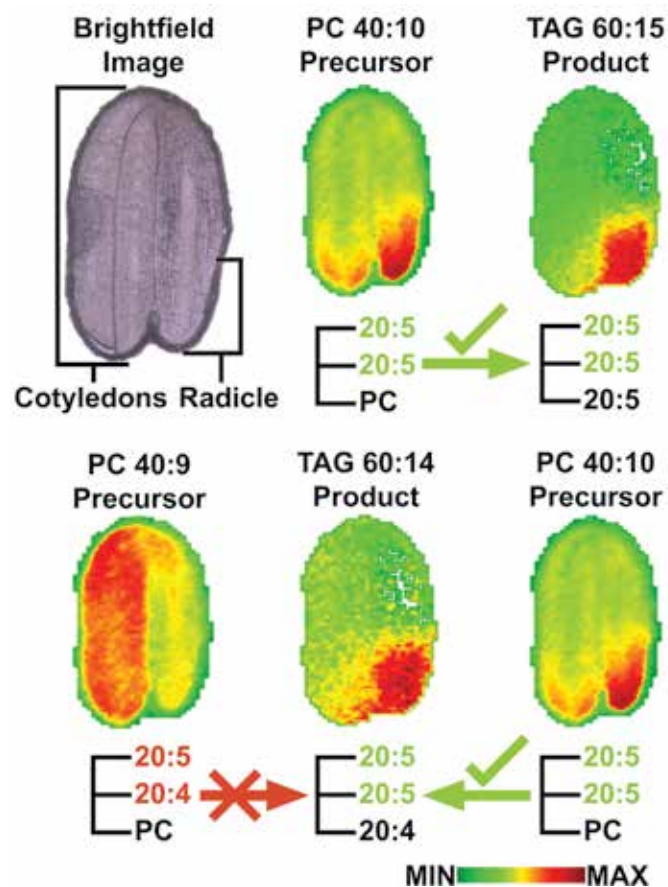 Brightfield Image
PC 40:10 Precursor
TAG 60:15 Product
Cotyledons Radicle
20:5
20:5
PC
20:5
20:5
20:5
PC 40:9 Precursor
TAG 60:14 Product
PC 40:10 Precursor
20:5
20:4
PC
20:5
20:5
20:4
20:5
20:5
PC
MIN MAX